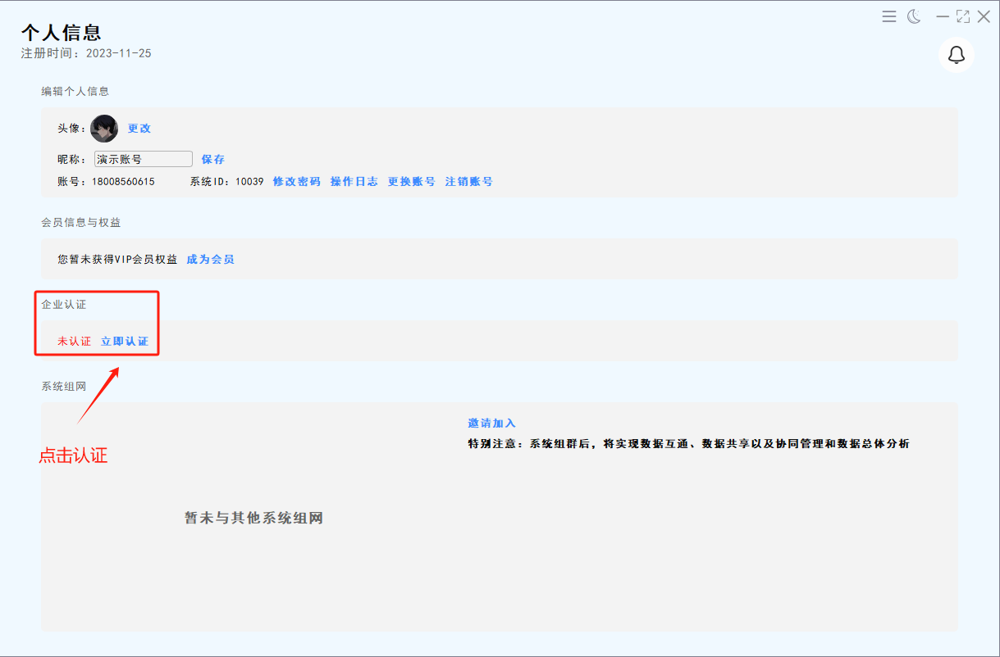 个人信息
注册时间：2023-11-25
编辑个人信息
头像： 更改
昵称： 演示账号 保存
账号：18008560615 系统ID：10039 修改密码 操作日志 更换账号 注销账号
会员信息与权益
您暂未获得VIP会员权益 成为会员
企业认证
未认证 立即认证
系统组网
邀请加入
特别注意：系统组群后，将实现数据互通、数据共享以及协同管理和数据总体分析
点击认证
暂未与其他系统组网